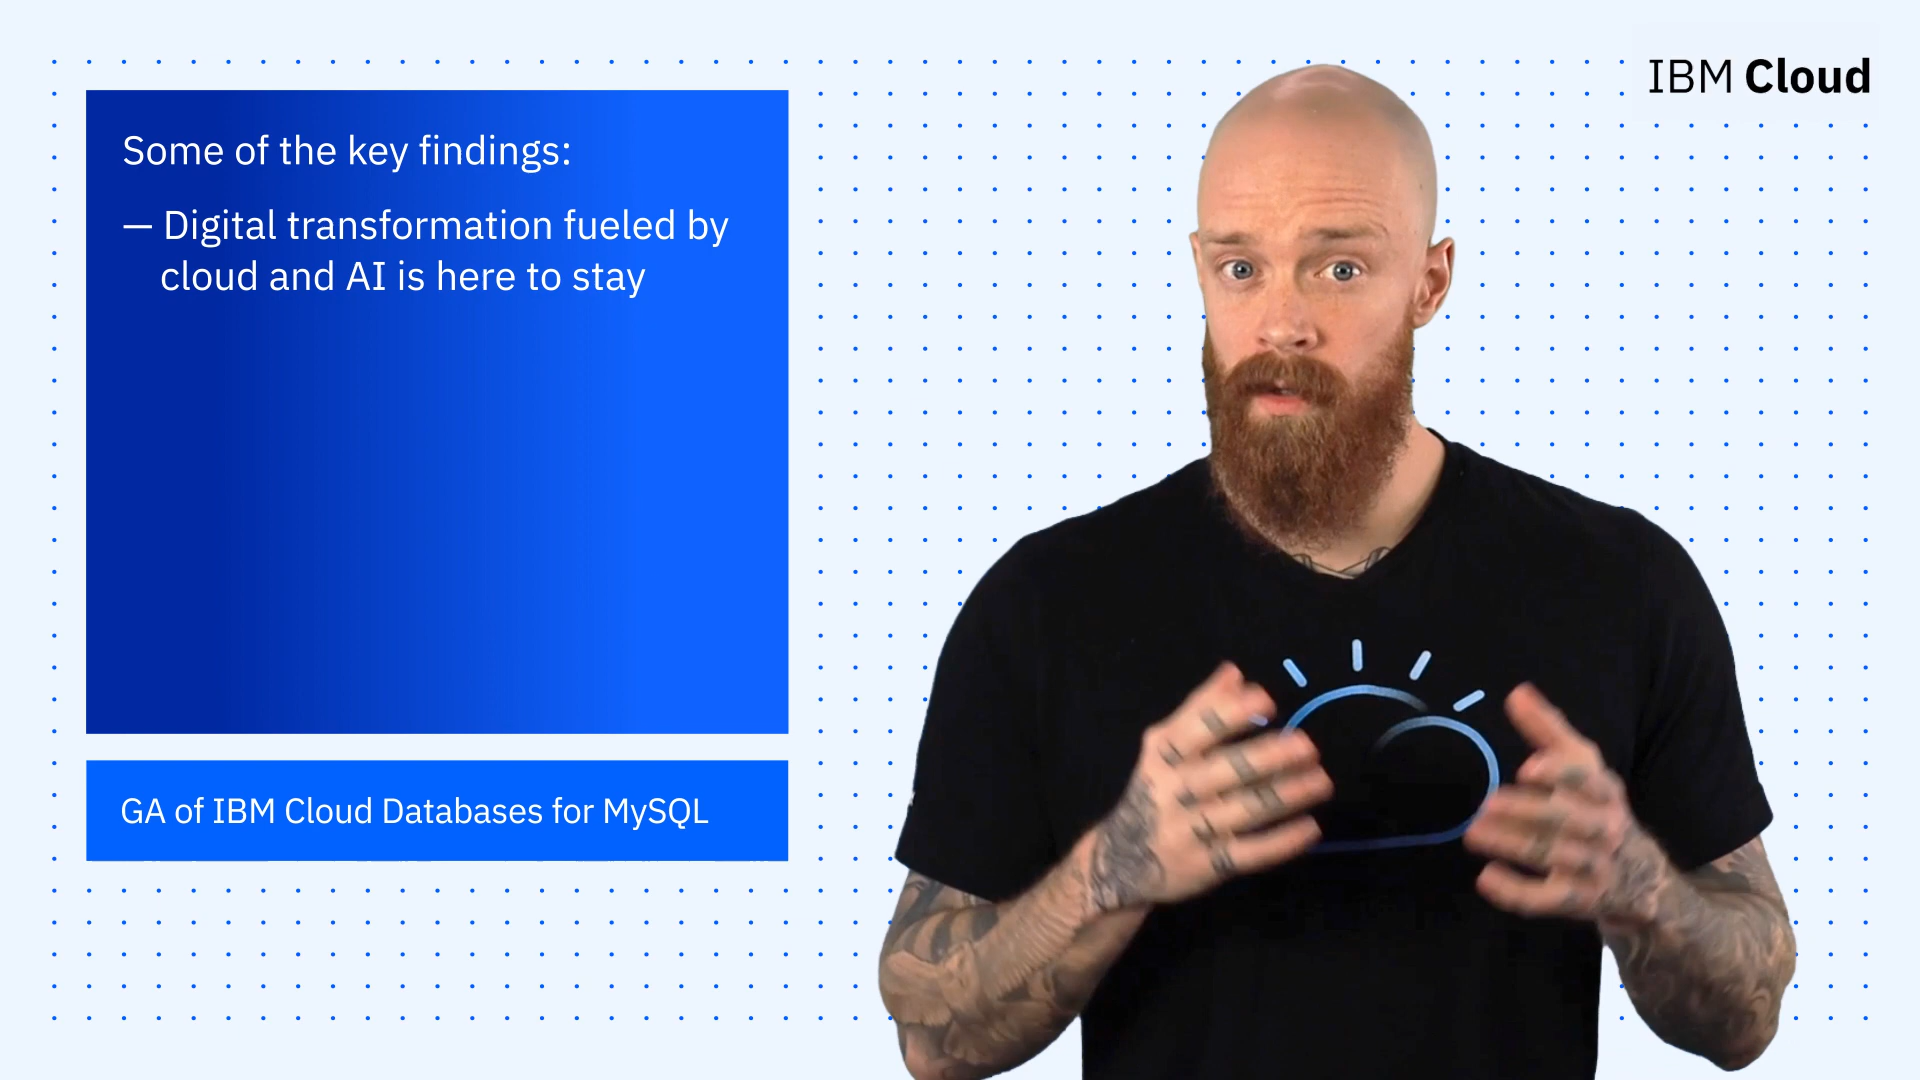 IBM Cloud
Some of the key findings:
— Digital transformation fueled by
cloud and AI is here to stay
GA of IBM Cloud Databases for MySQL